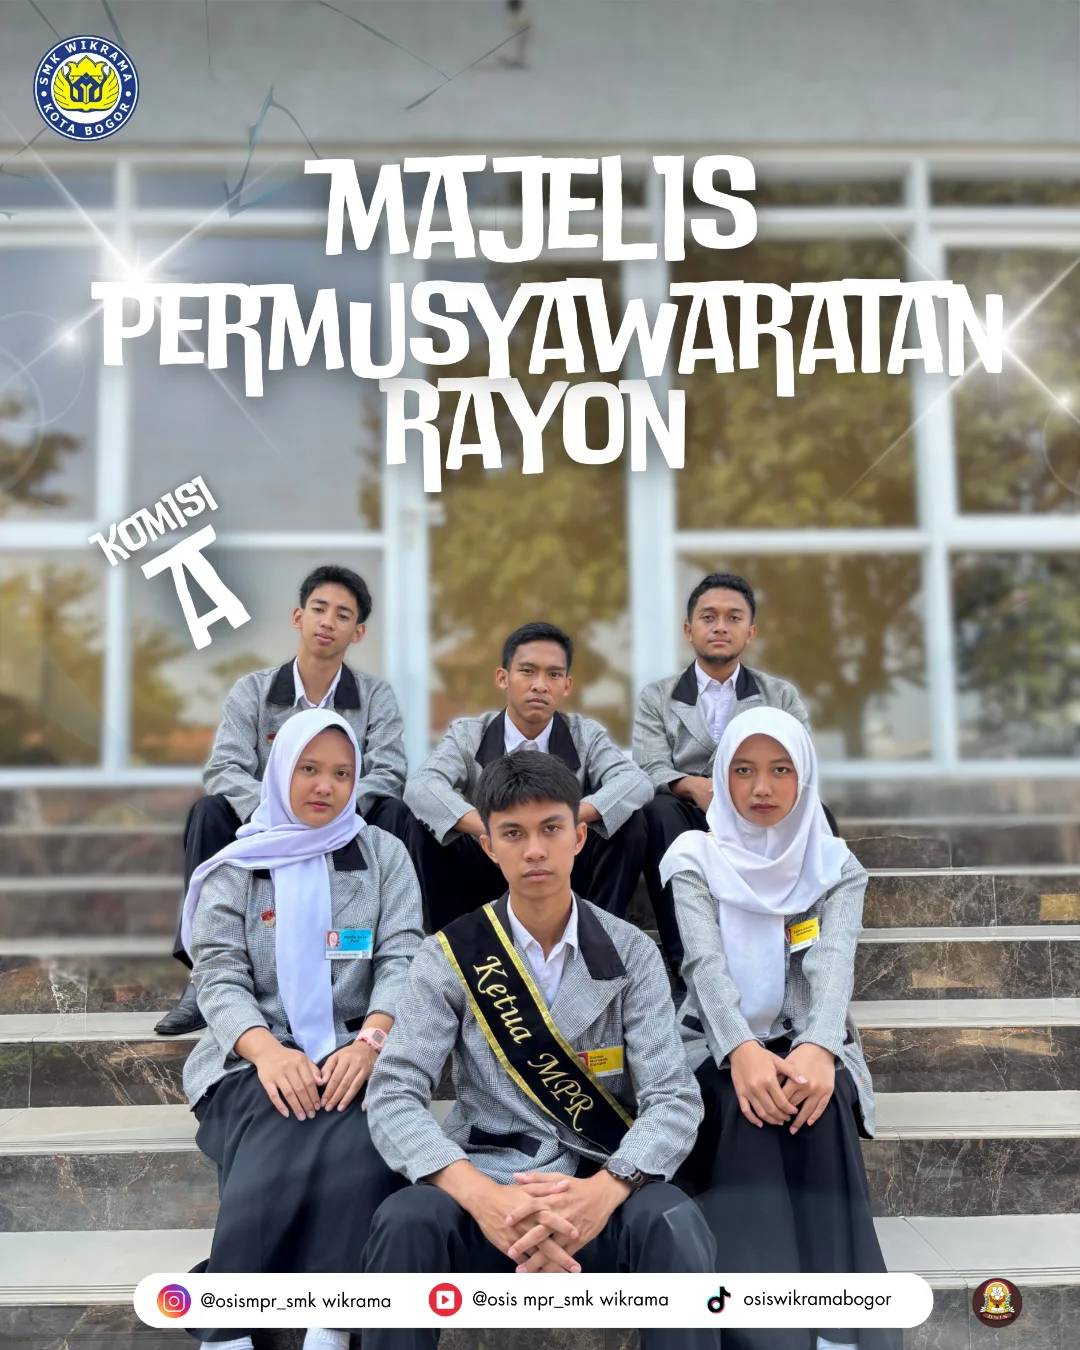 SMK WIKRAMA
KOTA BOGOR
MAJELIS
PERMUSYAWARATAN
RAYON
KOMISI
A
Ketua MPR
@osismpr_smk wikrama
@osis mpr_smk wikrama
osiswikramabogor